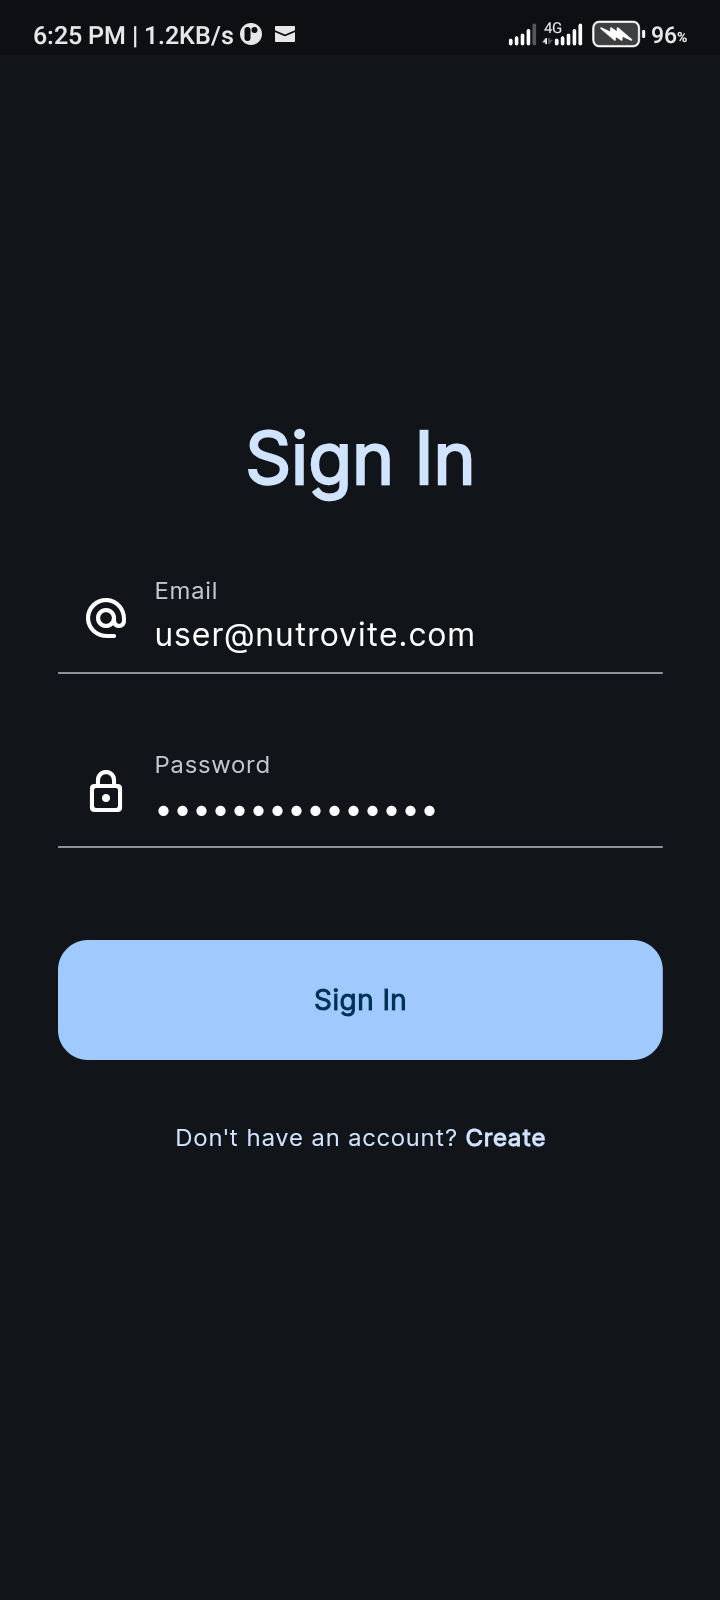 6:25 PM | 1.2KB/s 4G 96%
Sign In
Email
user@nutrovite.com
Password
•••••••••••••••
Sign In
Don't have an account? Create